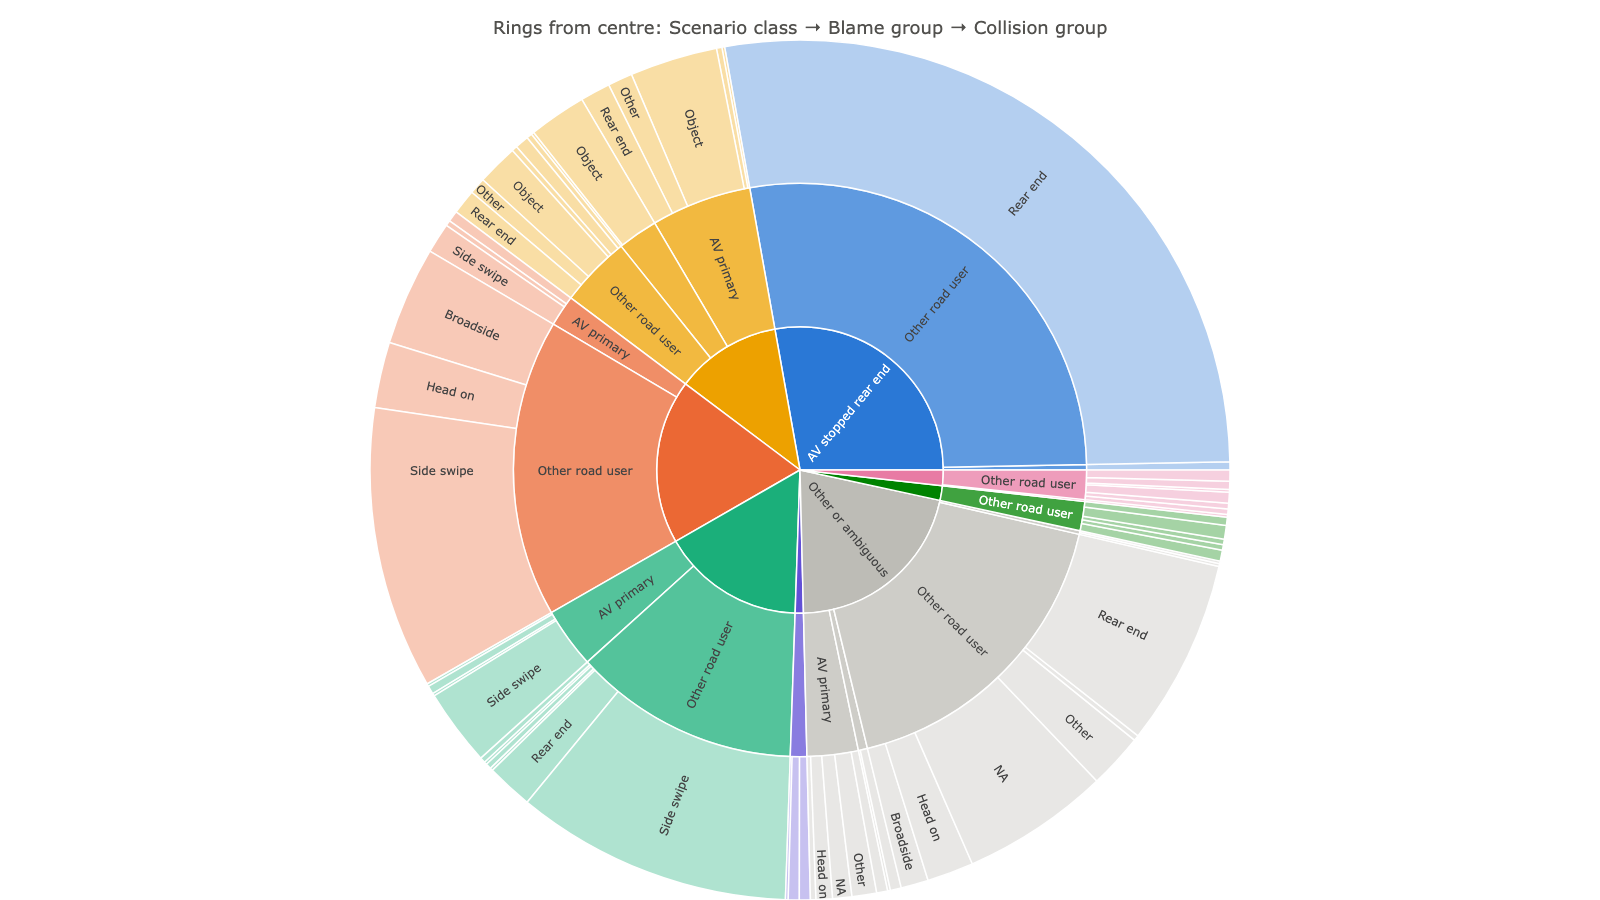 Rings from centre: Scenario class → Blame group → Collision group
Rear end
Other road user
AV stopped rear end
Object
Other
Rear end
Object
AV primary
Object
Other
Rear end
Other road user
AV primary
Side swipe
Broadside
Head on
Side swipe
Other road user
AV primary
Side swipe
Rear end
Side swipe
Other road user
Other or ambiguous
Other road user
AV primary
Head on
NA
Other
Broadside
Head on
NA
Other
Rear end
Other road user
Other road user